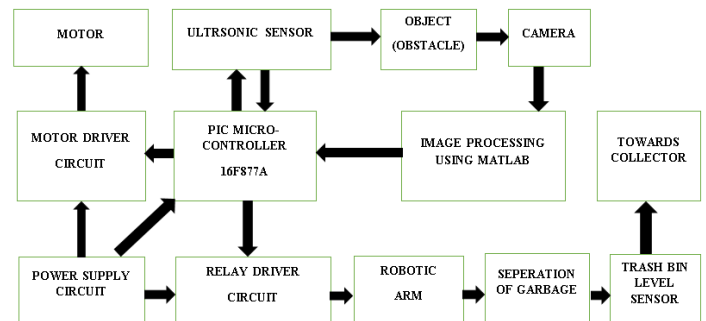 MOTOR
ULTRSONIC SENSOR
OBJECT
(OBSTACLE)
CAMERA
MOTOR DRIVER
CIRCUIT
PIC MICRO-
CONTROLLER
16F877A
IMAGE PROCESSING
USING MATLAB
TOWARDS
COLLECTOR
POWER SUPPLY
CIRCUIT
RELAY DRIVER
CIRCUIT
ROBOTIC
ARM
SEPERATION
OF GARBAGE
TRASH BIN
LEVEL
SENSOR